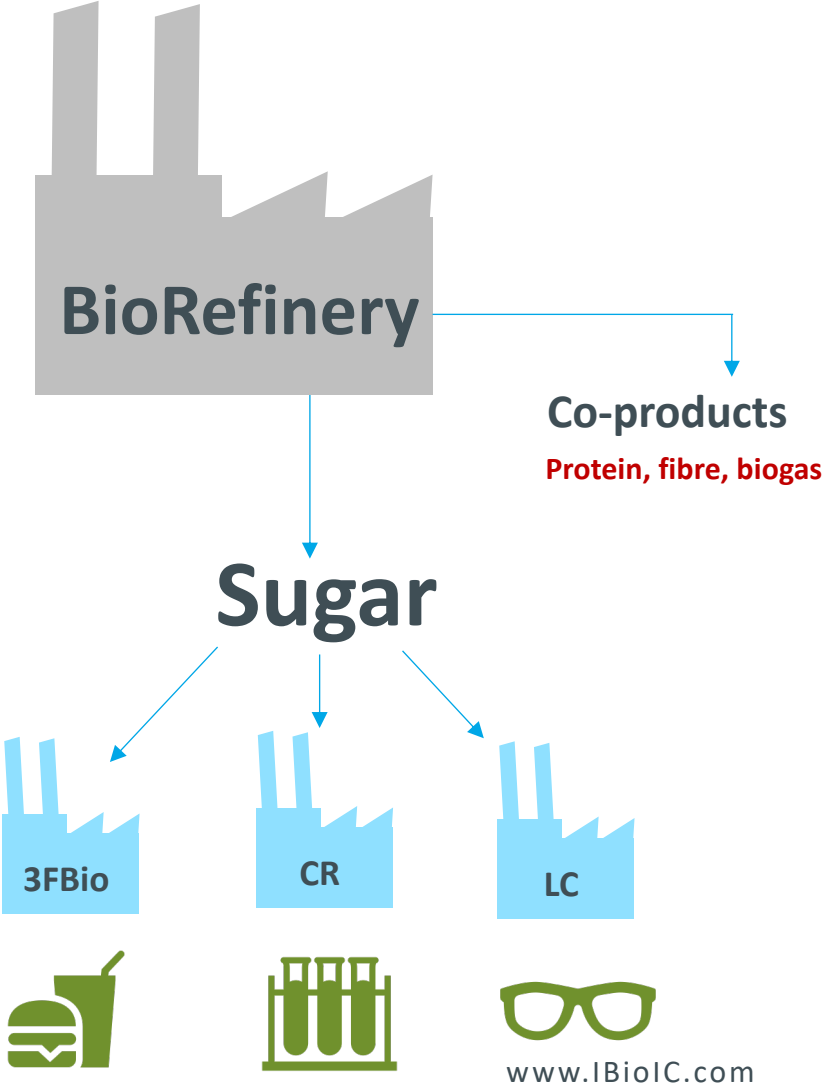 BioRefinery
Co-products
Protein, fibre, biogas
Sugar
3FBio
CR
LC
www.IBioIC.com